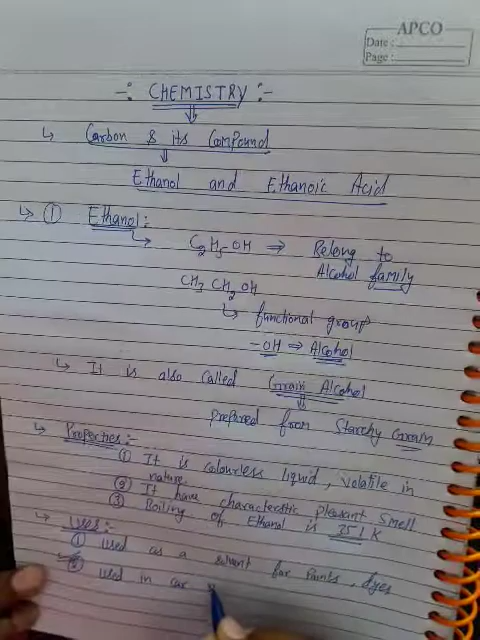 APCO
Date:
Page:
-: CHEMISTRY :-
⇓
↳ Carbon & its Compound
⇓
Ethanol and Ethanoic Acid
↳ ① Ethanol:
↳ C2H5-OH ⇒ Belong to
Alcohol family
CH3 CH2 OH
↳ functional group
-OH ⇒ Alcohol
↳ It is also called Grain Alcohol
⇓
prepared from Starchy Grain
↳ Properties:-
① It is colourless liquid, volatile in
nature
② It have characterstic pleasant smell
③ Boiling of Ethanol is 351 K
↳ Uses:-
① used as a solvent for Paints, dyes
② used in car